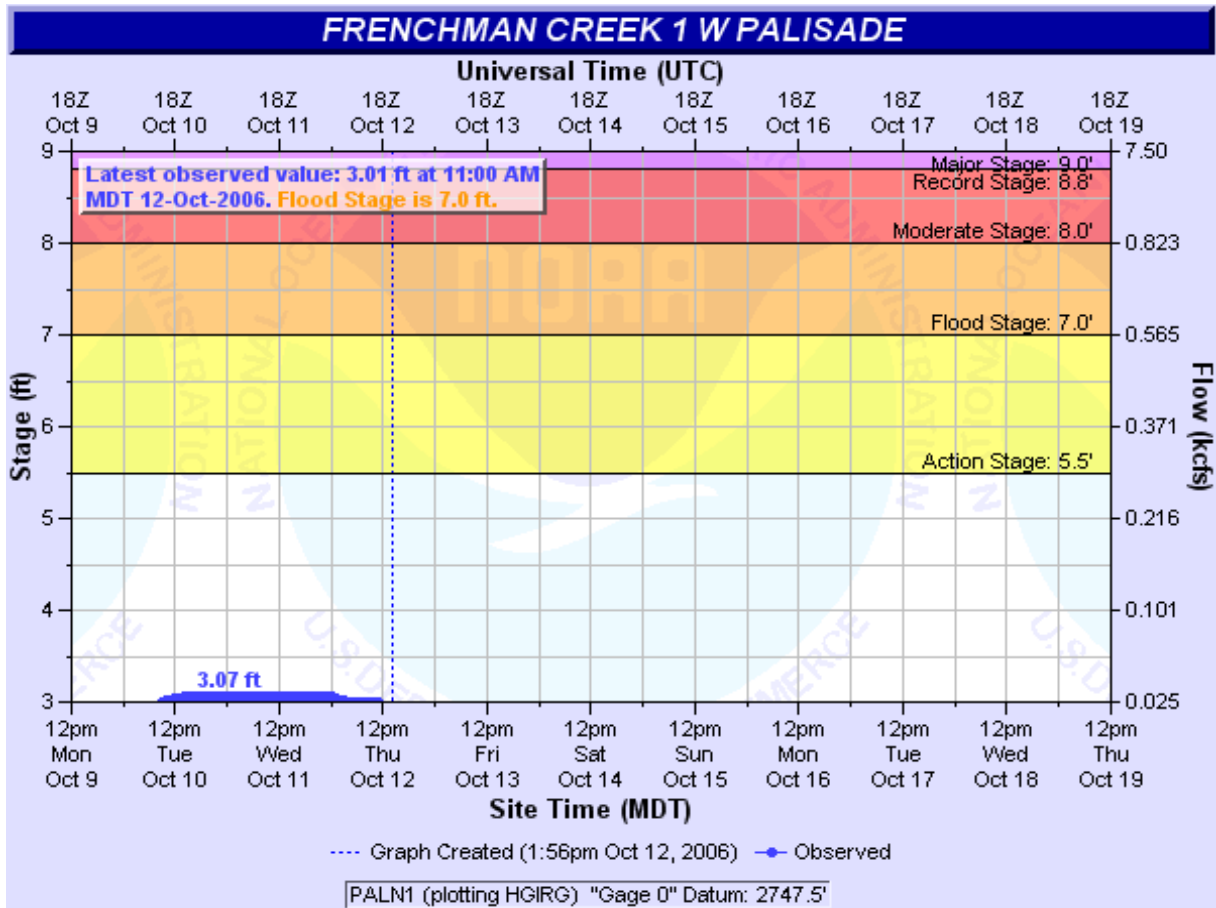 FRENCHMAN CREEK 1 W PALISADE
Universal Time (UTC)
18Z 18Z 18Z 18Z 18Z 18Z 18Z 18Z 18Z 18Z 18Z
Oct 9 Oct 10 Oct 11 Oct 12 Oct 13 Oct 14 Oct 15 Oct 16 Oct 17 Oct 18 Oct 19
Latest observed value: 3.01 ft at 11:00 AM
MDT 12-Oct-2006. Flood Stage is 7.0 ft.
Major Stage: 9.0'
Record Stage: 8.8'
Moderate Stage: 8.0'
Flood Stage: 7.0'
Action Stage: 5.5'
Stage (ft)
9
8
7
6
5
4
3
Flow (kcfs)
7.50
0.823
0.565
0.371
0.216
0.101
0.025
NOAA
3.07 ft
12pm 12pm 12pm 12pm 12pm 12pm 12pm 12pm 12pm 12pm 12pm
Mon Tue Wed Thu Fri Sat Sun Mon Tue Wed Thu
Oct 9 Oct 10 Oct 11 Oct 12 Oct 13 Oct 14 Oct 15 Oct 16 Oct 17 Oct 18 Oct 19
Site Time (MDT)
Graph Created (1:56pm Oct 12, 2006) Observed
PALN1 (plotting HGIRG) "Gage 0" Datum: 2747.5'